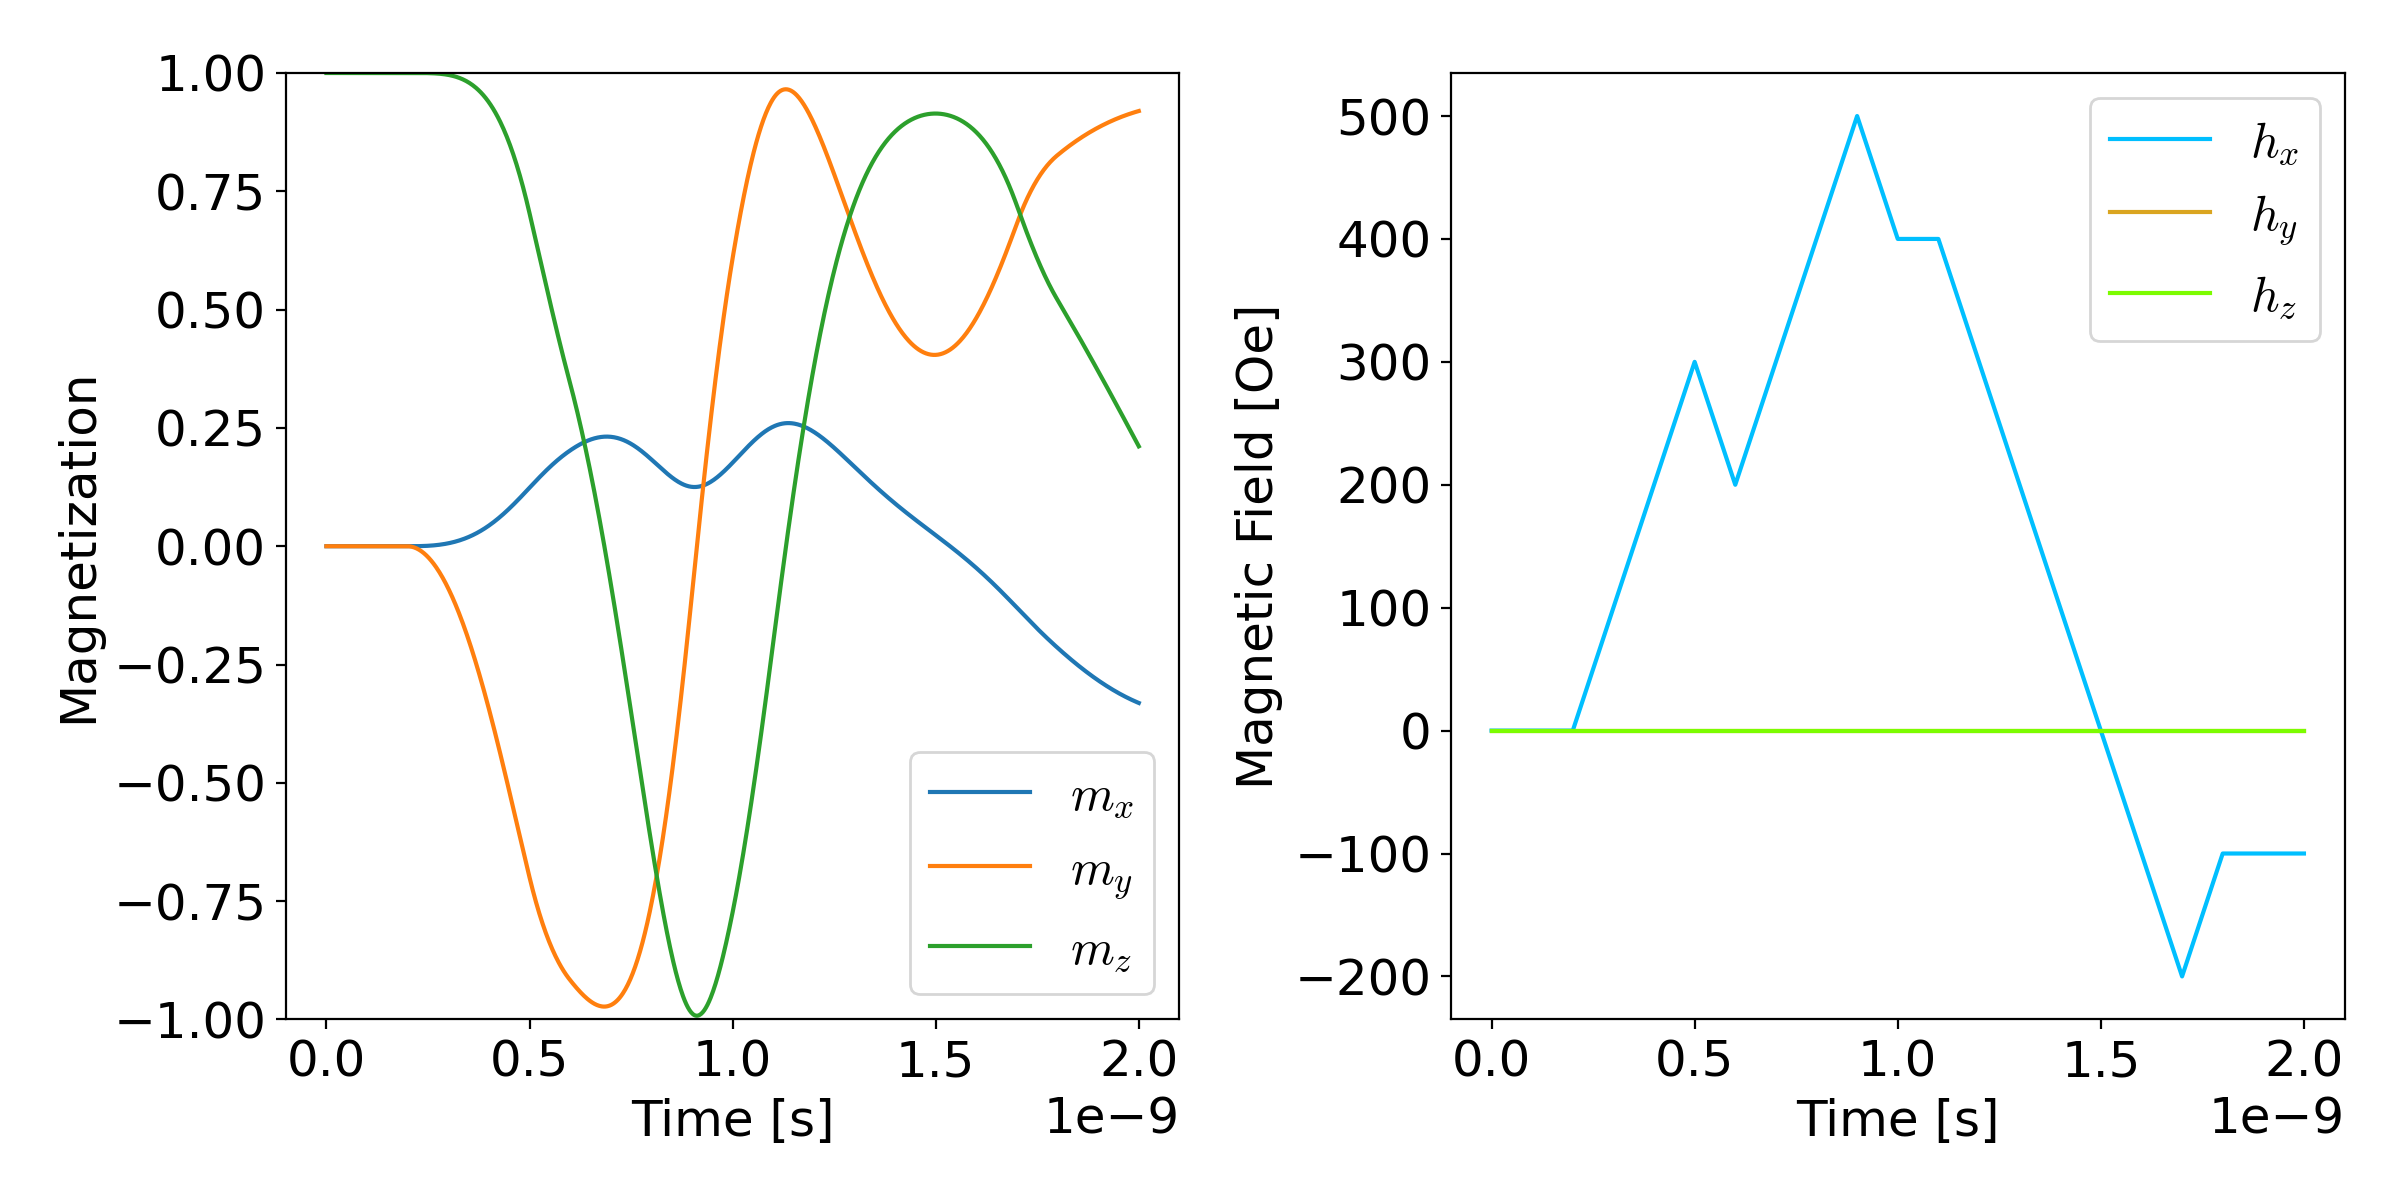 Magnetization
1.00
0.75
0.50
0.25
0.00
−0.25
−0.50
−0.75
−1.00
0.0 0.5 1.0 1.5 2.0
Time [s]
1e−9
m_x
m_y
m_z
Magnetic Field [Oe]
500
400
300
200
100
0
−100
−200
0.0 0.5 1.0 1.5 2.0
Time [s]
1e−9
h_x
h_y
h_z